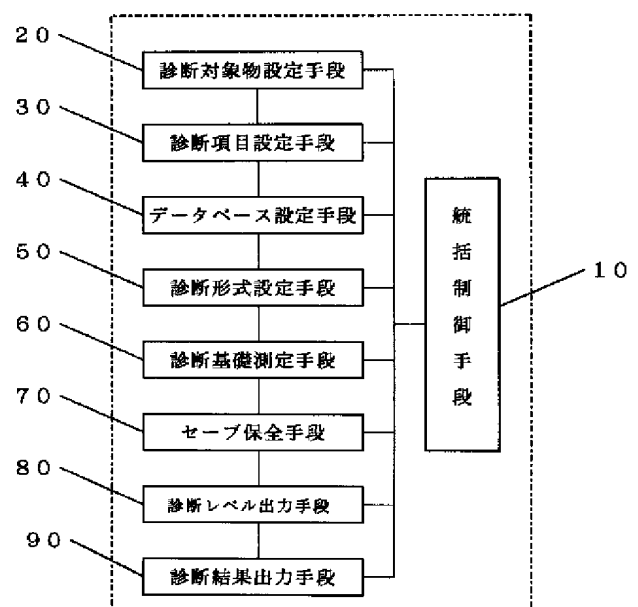 ２０
診断対象物設定手段
３０
診断項目設定手段
４０
データベース設定手段
５０
診断形式設定手段
６０
診断基礎測定手段
７０
セーブ保全手段
８０
診断レベル出力手段
９０
診断結果出力手段
統括制御手段
１０